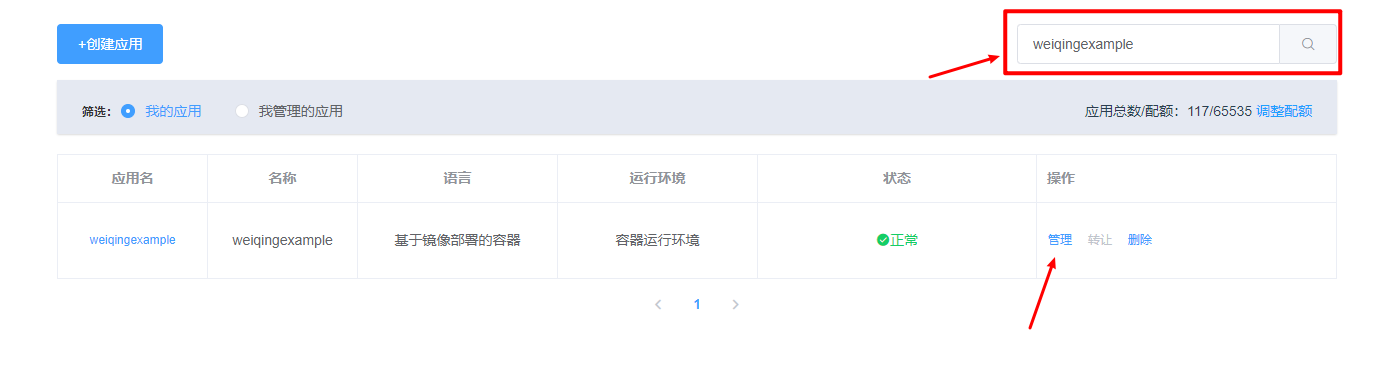 +创建应用
weiqingexample
筛选： 我的应用 我管理的应用 应用总数/配额：117/65535 调整配额
应用名 名称 语言 运行环境 状态 操作
weiqingexample weiqingexample 基于镜像部署的容器 容器运行环境 正常 管理 转让 删除
1